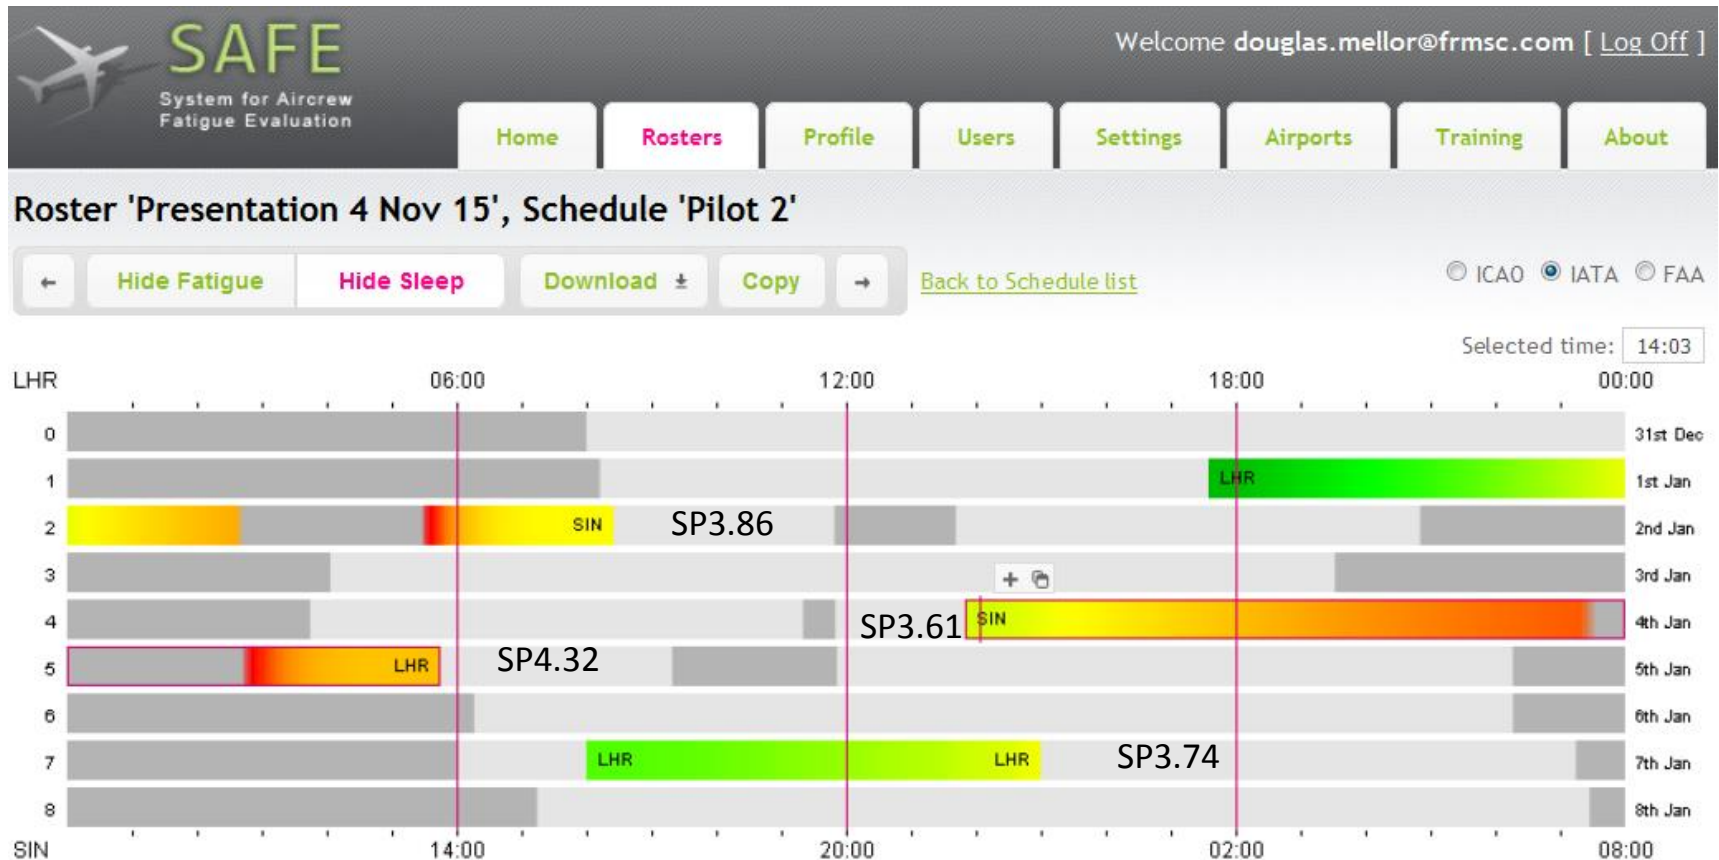 SAFE
System for Aircrew
Fatigue Evaluation
Welcome douglas.mellor@frmsc.com [ Log Off ]
Home Rosters Profile Users Settings Airports Training About
Roster 'Presentation 4 Nov 15', Schedule 'Pilot 2'
← Hide Fatigue Hide Sleep Download Copy → Back to Schedule list ICAO IATA FAA
Selected time: 14:03
LHR 06:00 12:00 18:00 00:00
0 31st Dec
1 LHR 1st Jan
2 SIN SP3.86 2nd Jan
3 3rd Jan
4 SP3.61 SIN 4th Jan
5 LHR SP4.32 5th Jan
6 6th Jan
7 LHR LHR SP3.74 7th Jan
8 8th Jan
SIN 14:00 20:00 02:00 08:00